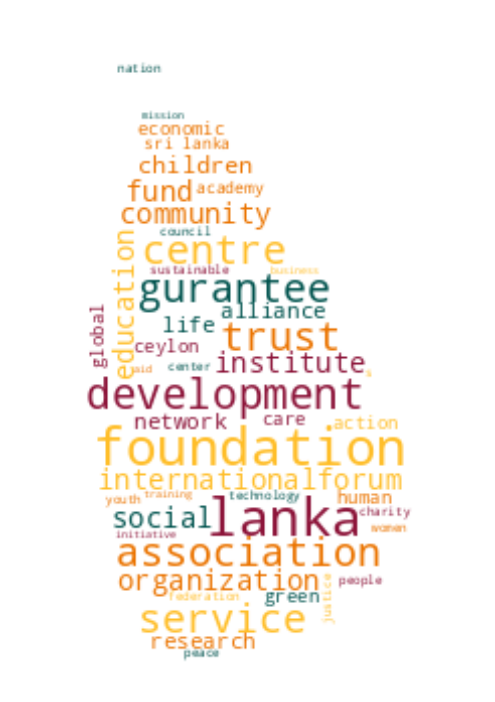 nation
mission
economic
sri lanka
children
fund academy
community
council
centre
education
sustainable business
gurantee
alliance
global
life trust
ceylon institute
aid center s
development
network care action
foundation
international forum
youth training technology human
social lanka charity
initiative women
association
organization people
federation green justice
service
research
peace